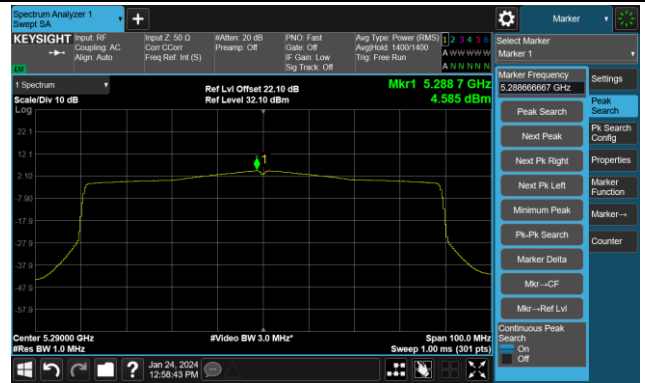 Spectrum Analyzer 1
Swept SA
+
Marker
KEYSIGHT
Input: RF
Coupling: AC
Align: Auto
Input Z: 50 Ω
Corr CCorr
Freq Ref: Int (S)
#Atten: 20 dB
Preamp: Off
PNO: Fast
Gate: Off
IF Gain: Low
Sig Track: Off
Avg Type: Power (RMS)
Avg|Hold: 1400/1400
Trig: Free Run
1 2 3 4 5 6
A W W W W W
A N N N N N
Select Marker
Marker 1
1 Spectrum
Scale/Div 10 dB
Log
Ref Lvl Offset 22.10 dB
Ref Level 32.10 dBm
Mkr1 5.288 7 GHz
4.585 dBm
22.1
12.1
2.10
-7.90
-17.9
-27.9
-37.9
-47.9
-57.9
1
Center 5.29000 GHz
#Res BW 1.0 MHz
#Video BW 3.0 MHz*
Span 100.0 MHz
Sweep 1.00 ms (301 pts)
Marker Frequency
5.288666667 GHz
Peak Search
Next Peak
Next Pk Right
Next Pk Left
Minimum Peak
Pk-Pk Search
Marker Delta
Mkr→CF
Mkr→Ref Lvl
Continuous Peak
Search
On
Off
Settings
Peak
Search
Pk Search
Config
Properties
Marker
Function
Marker→
Counter
?
Jan 24, 2024
12:58:43 PM